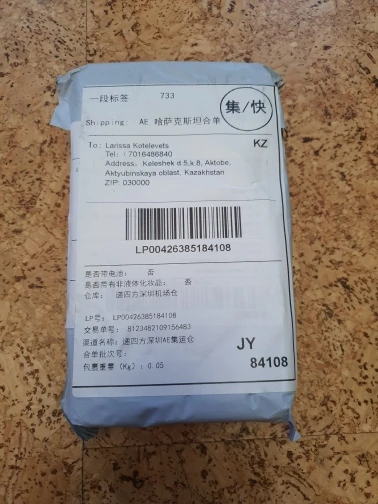 一段标签 733
集/快
Shipping: AE 哈萨克斯坦合单
To: Larissa Kotelevets
KZ
Tel: 7016486840
Address: Keleshek d 5,k.8, Aktobe,
Aktyubinskaya oblast, Kazakhstan
ZIP: 030000
LP00426385184108
是否带电池: 否
是否带有非液体化妆品: 否
仓库: 递四方深圳机场仓
LP号: LP00426385184108
交易单号: 8123482109156483
渠道名称: 递四方深圳AE集运仓
合单批次号:
包裹重量(Kg): 0.05
JY
84108